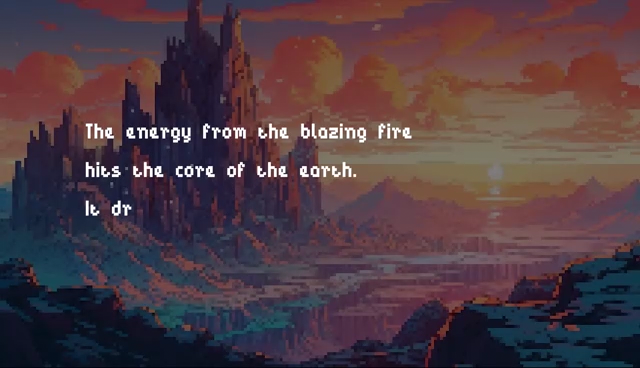 The energy from the blazing fire
hits the core of the earth.
It dr